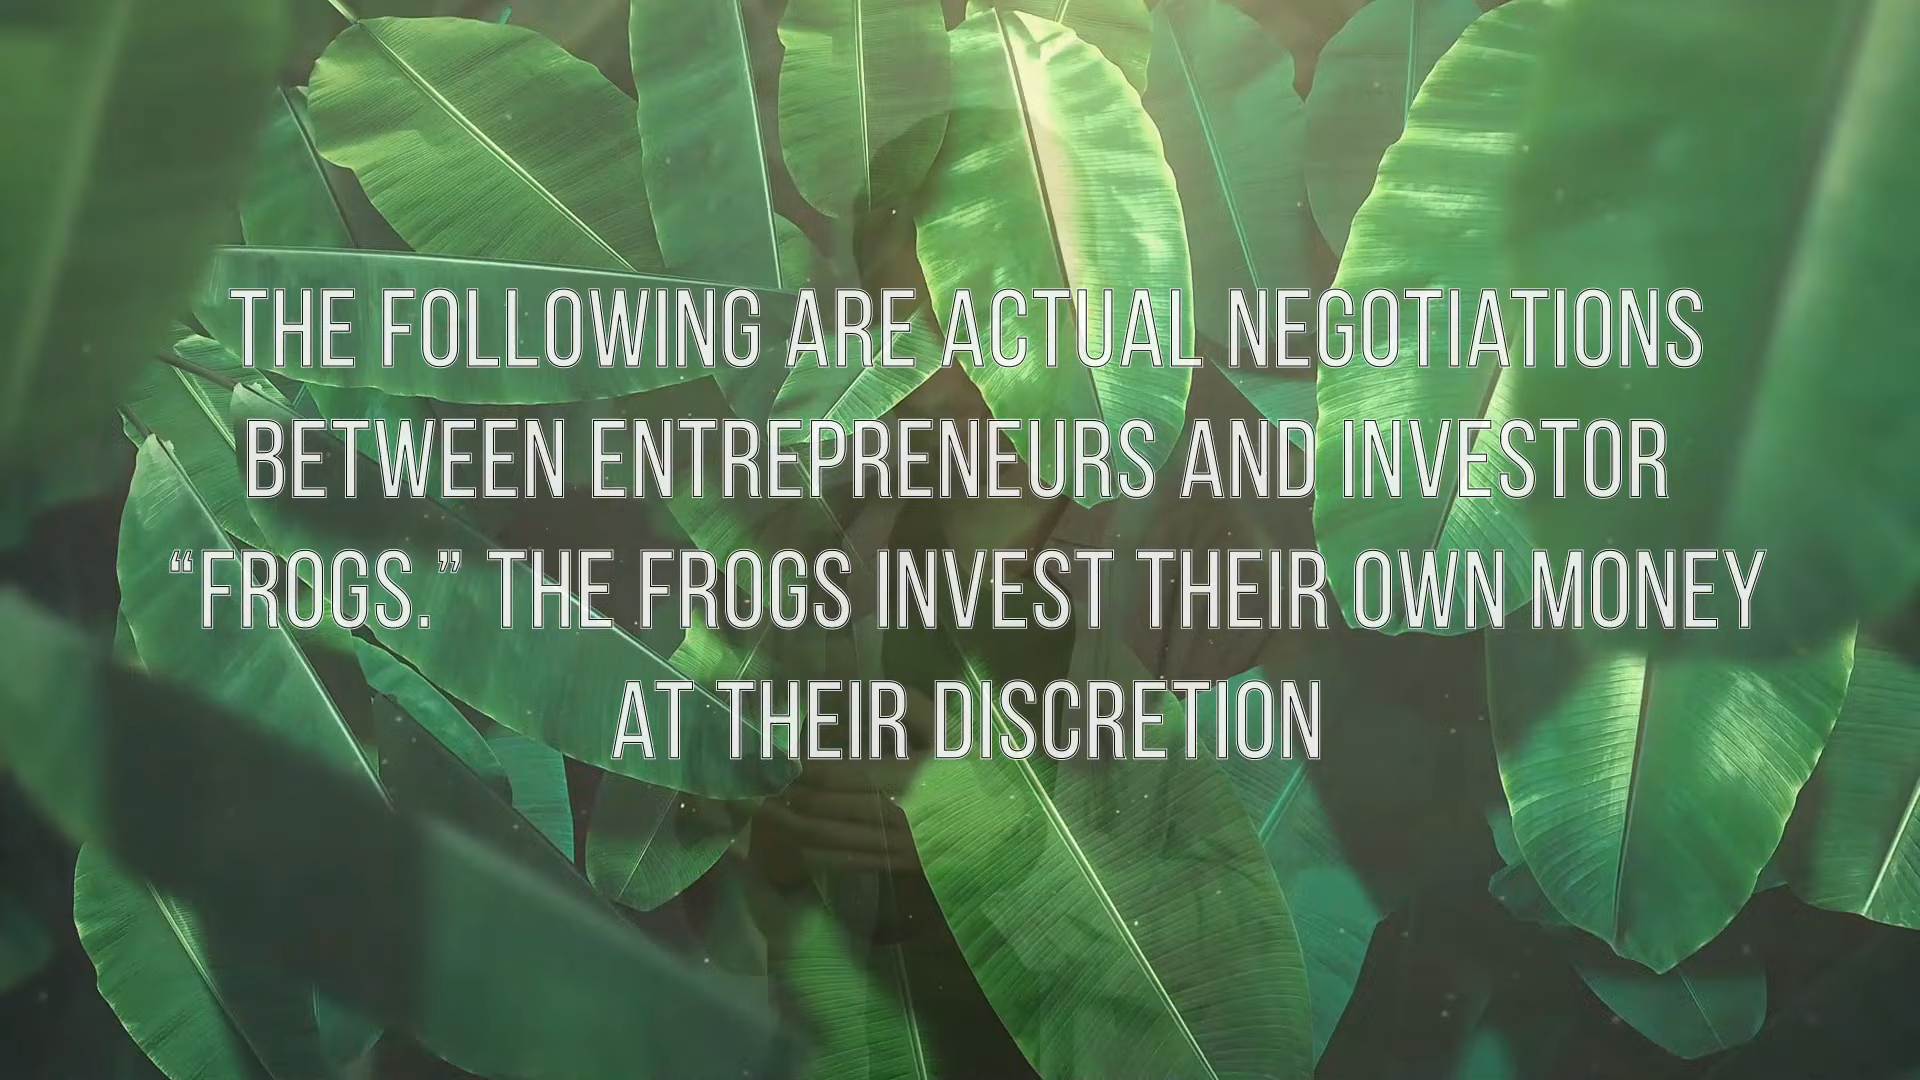 THE FOLLOWING ARE ACTUAL NEGOTIATIONS
BETWEEN ENTREPRENEURS AND INVESTOR
“FROGS.” THE FROGS INVEST THEIR OWN MONEY
AT THEIR DISCRETION